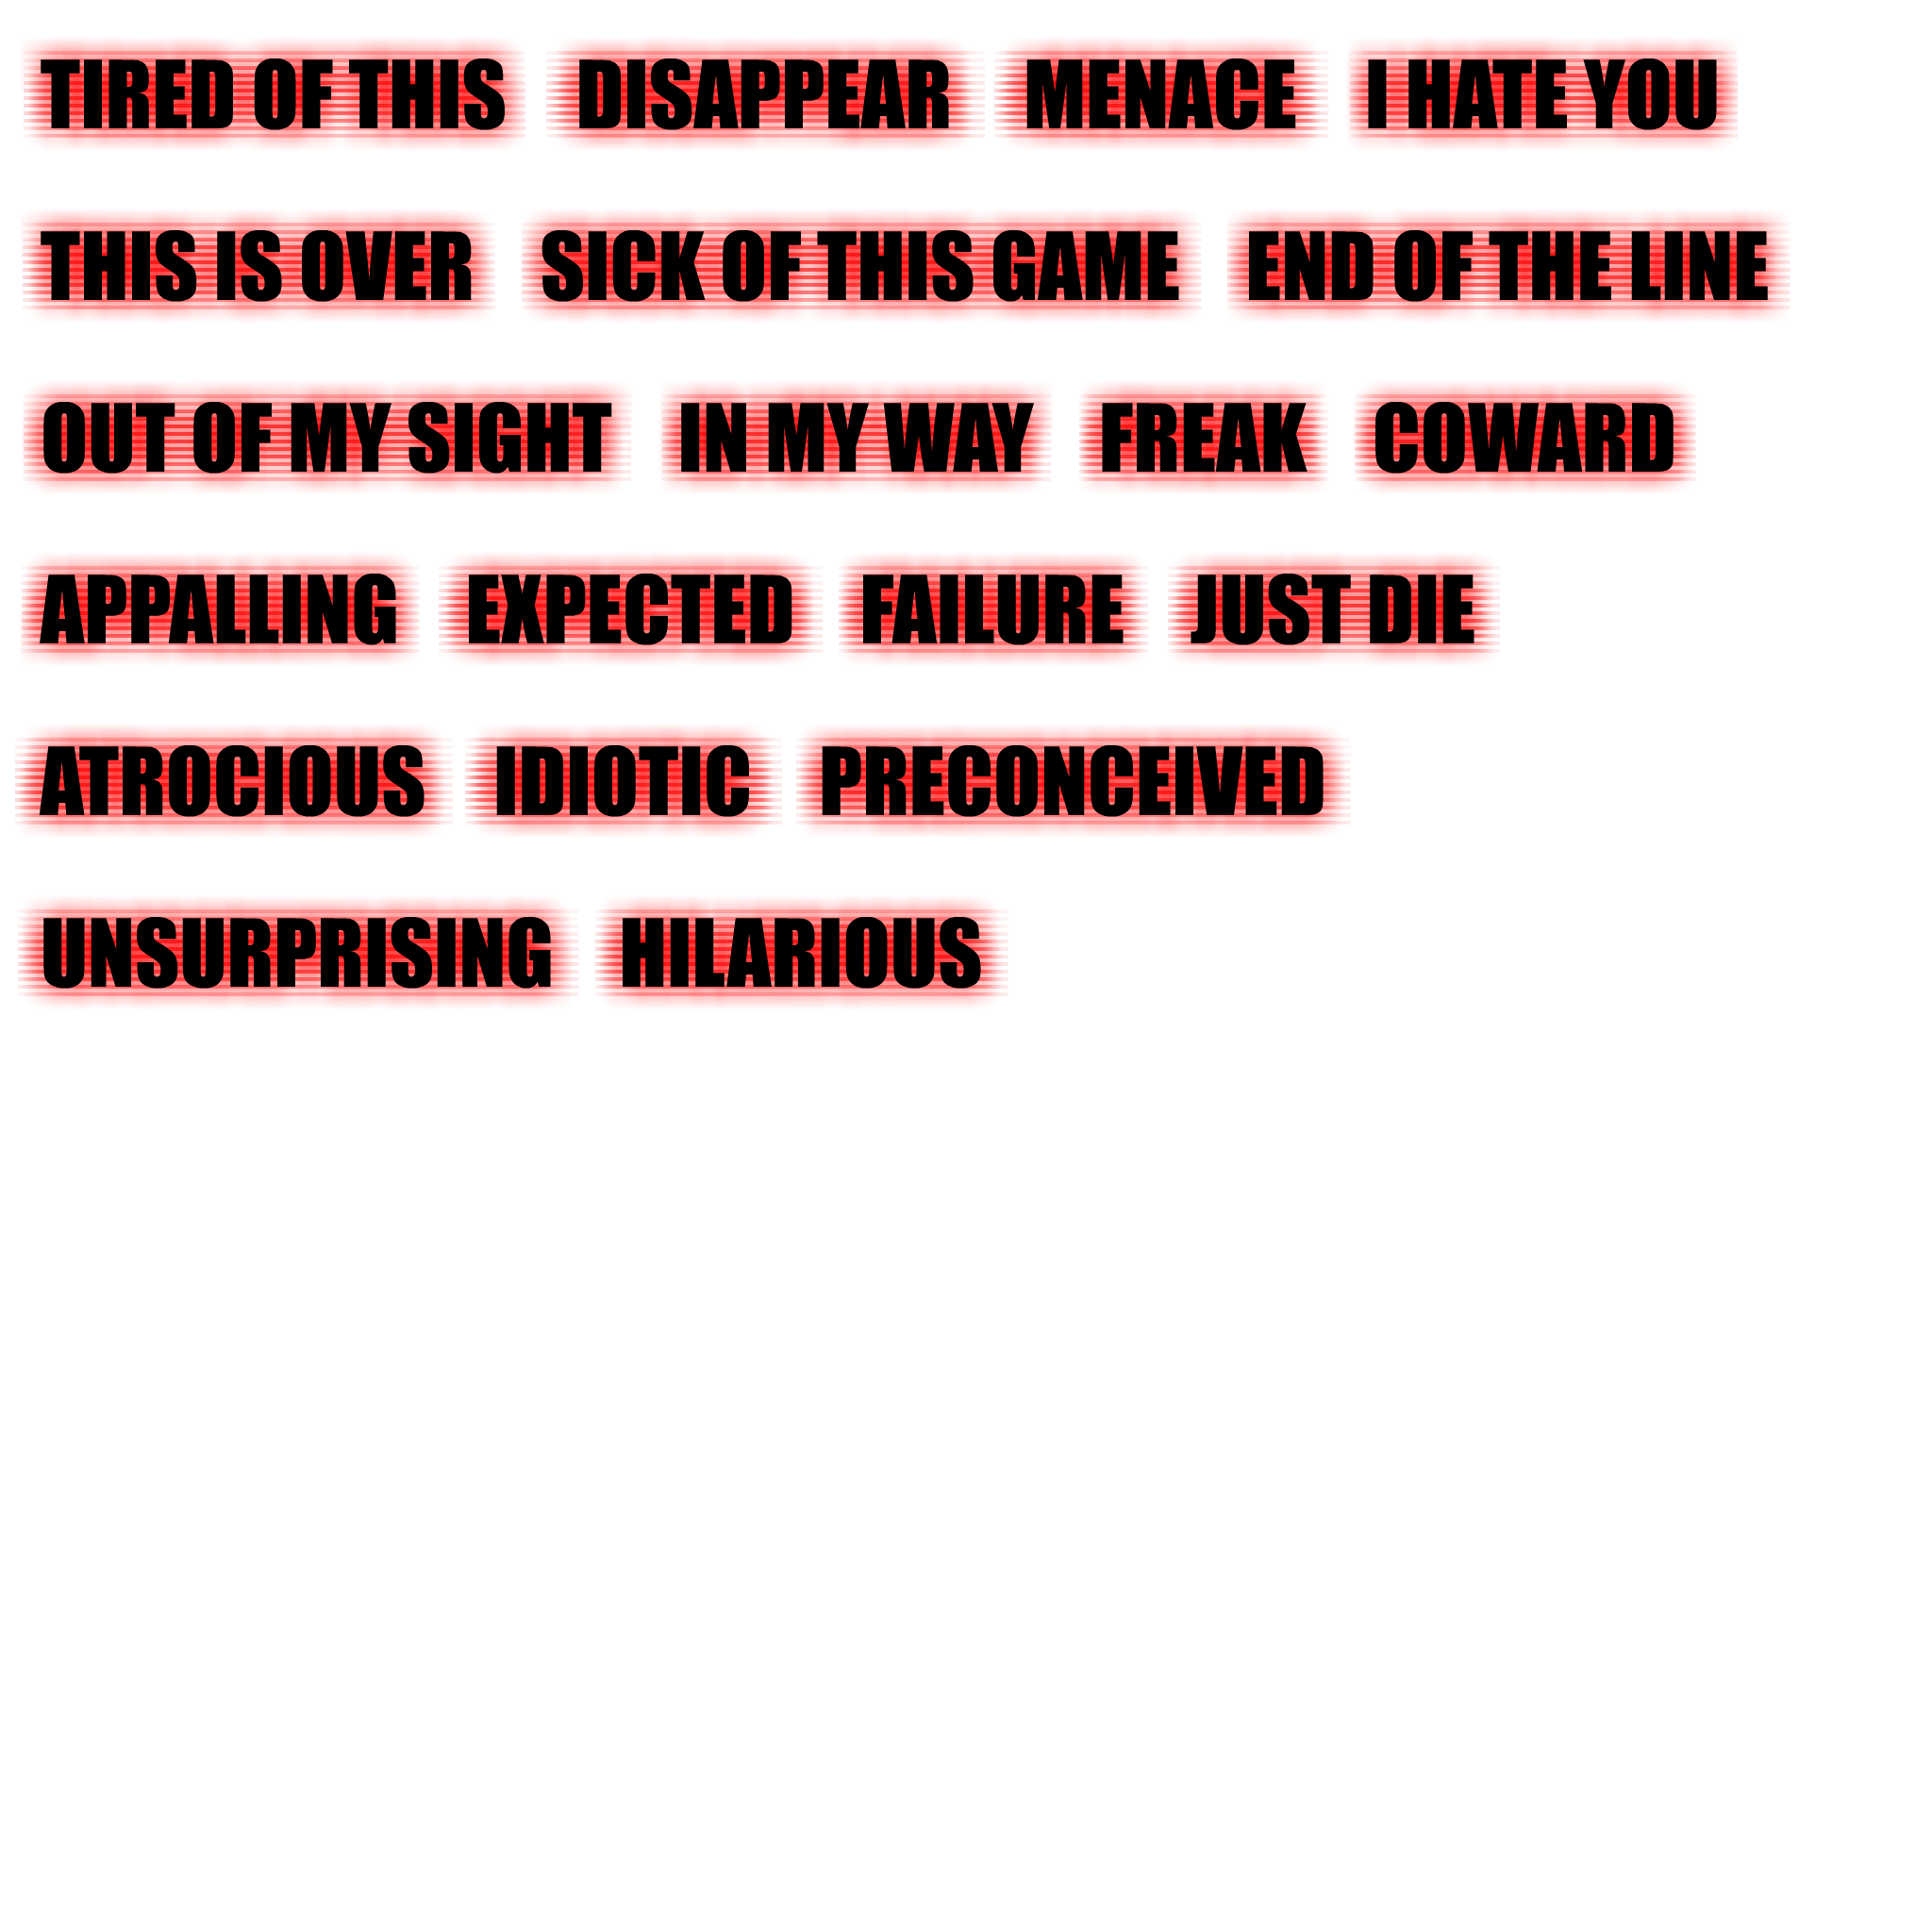 TIRED OF THIS DISAPPEAR MENACE I HATE YOU
THIS IS OVER SICK OF THIS GAME END OF THE LINE
OUT OF MY SIGHT IN MY WAY FREAK COWARD
APPALLING EXPECTED FAILURE JUST DIE
ATROCIOUS IDIOTIC PRECONCEIVED
UNSURPRISING HILARIOUS